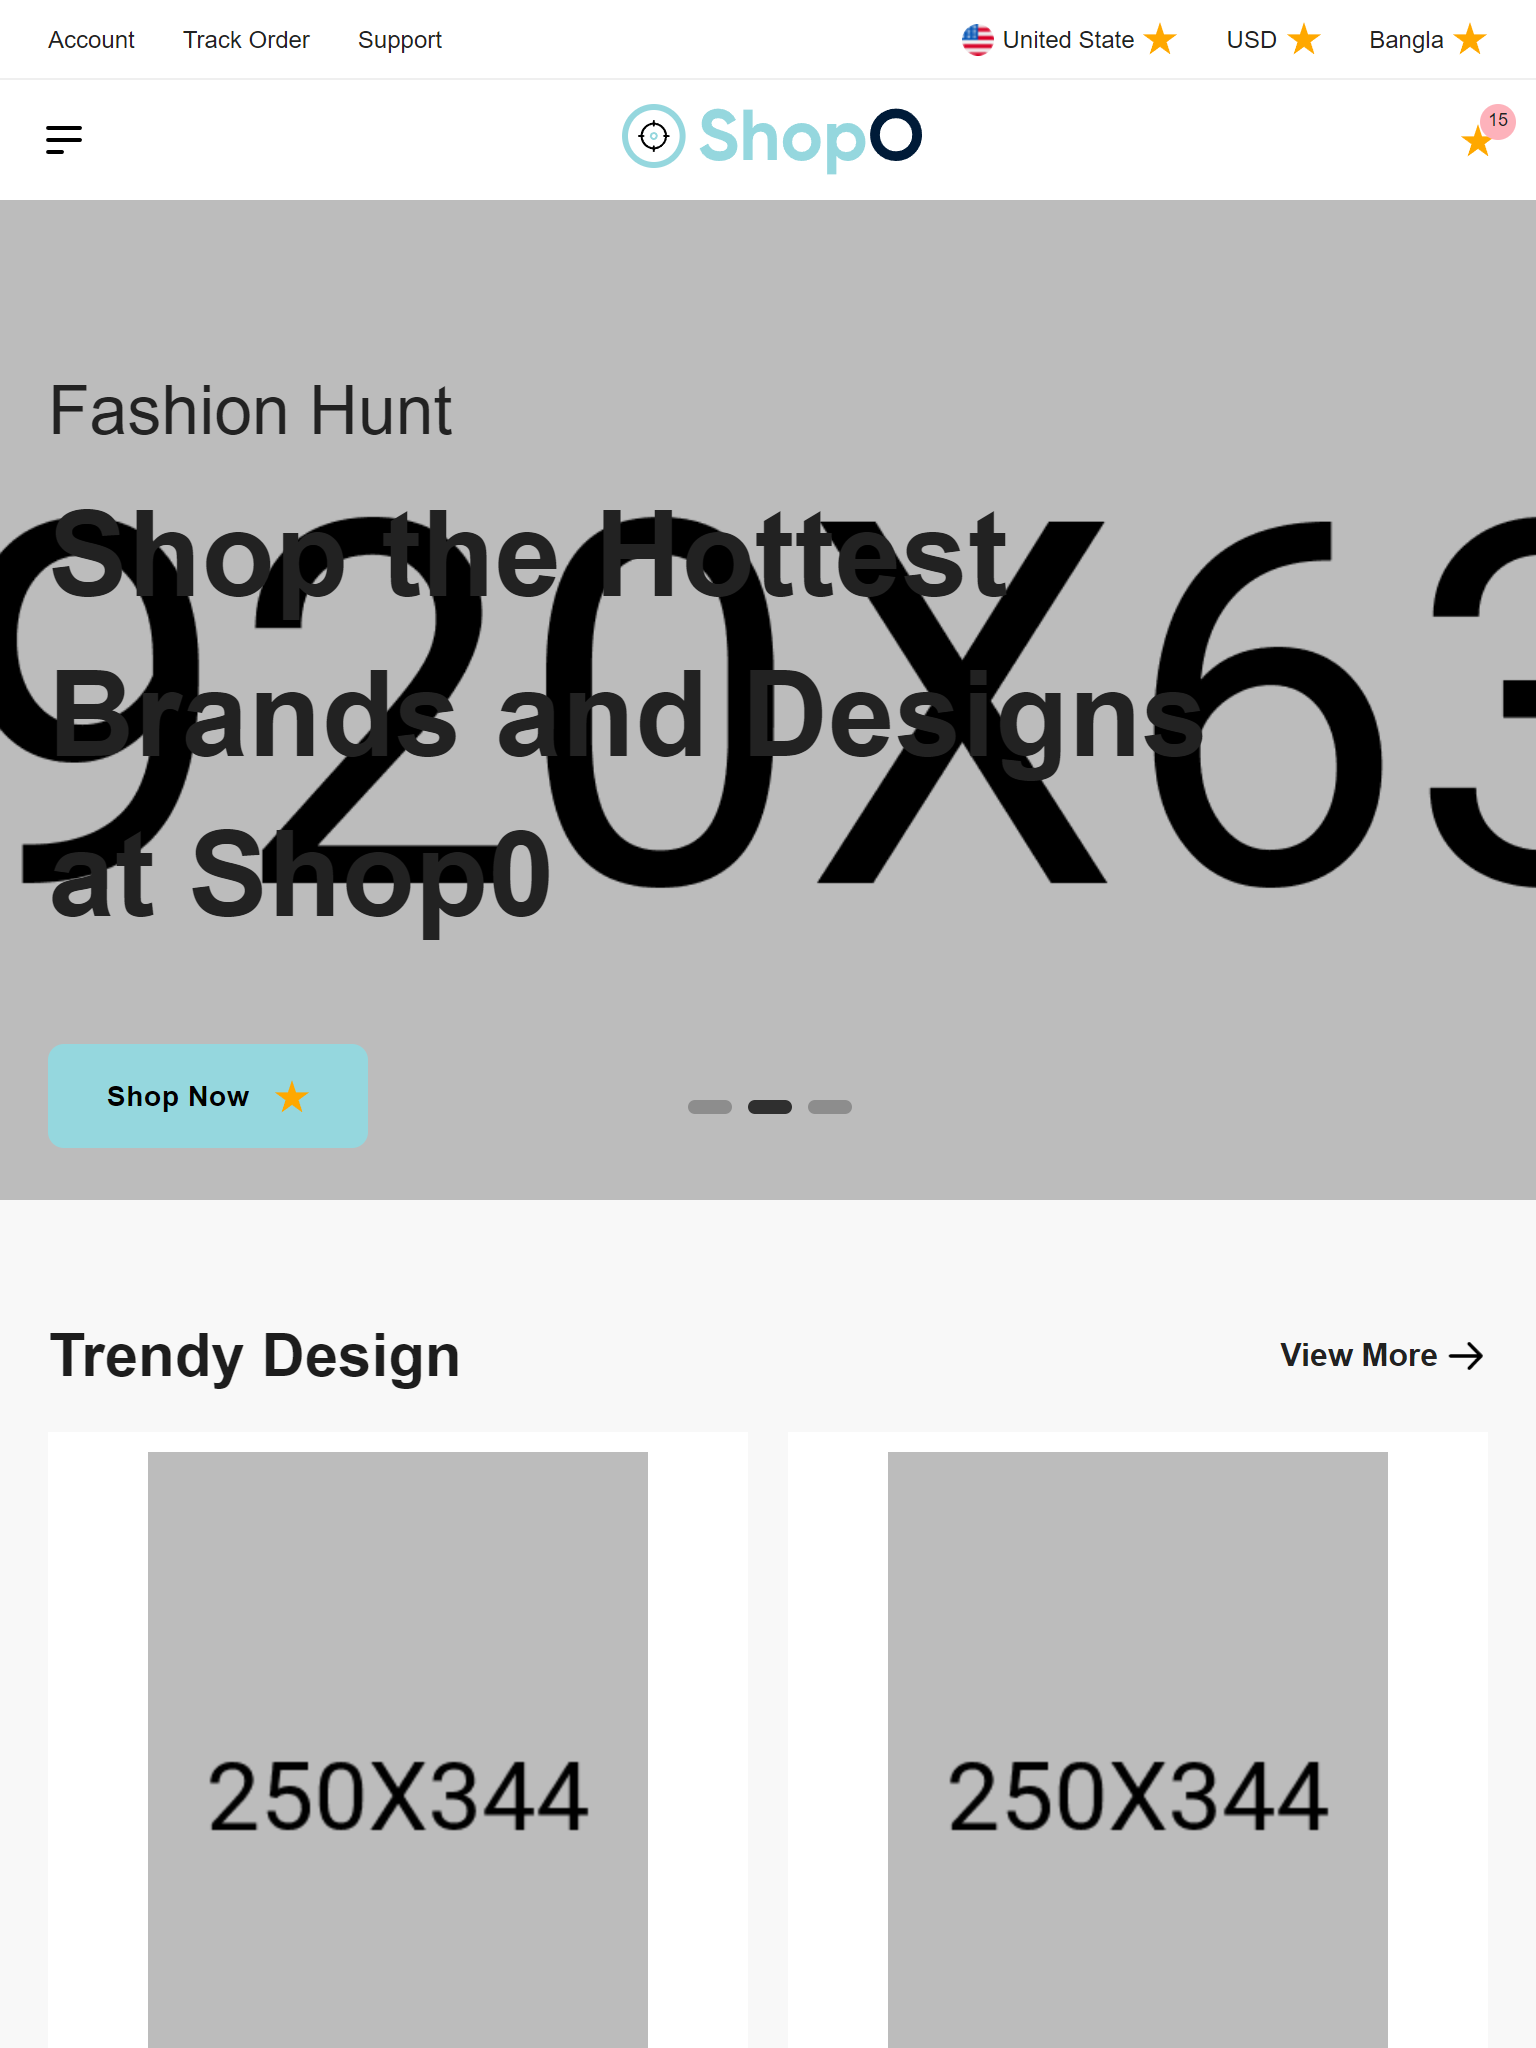 Account Track Order Support United State USD Bangla
ShopO
15
Fashion Hunt
Shop the Hottest
Brands and Designs
at Shop0
920X63
Shop Now
Trendy Design
View More
250X344
250X344